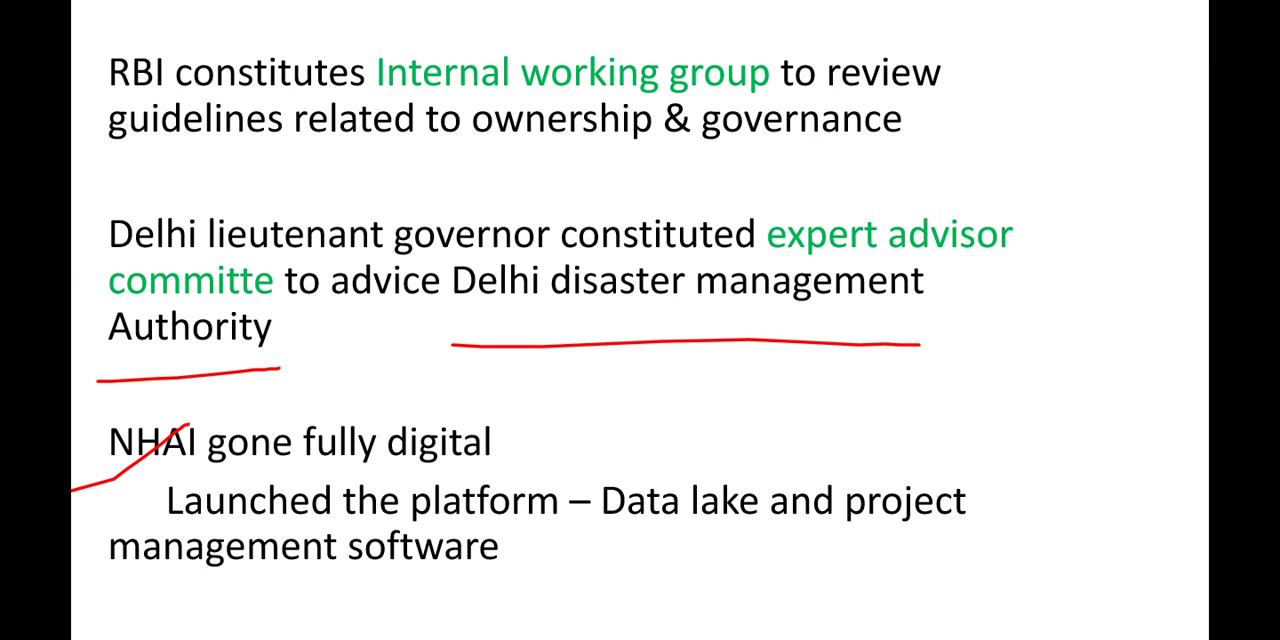 RBI constitutes Internal working group to review
guidelines related to ownership & governance
Delhi lieutenant governor constituted expert advisor
committe to advice Delhi disaster management
Authority
NHAI gone fully digital
Launched the platform – Data lake and project
management software